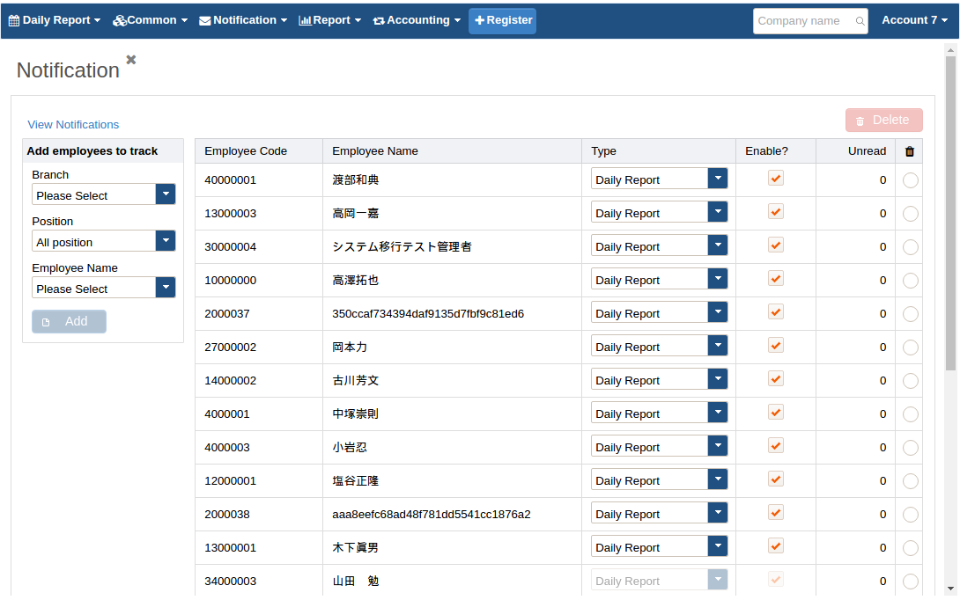 Daily Report Common Notification Report Accounting Register Company name Account 7
Notification
View Notifications
Delete
Add employees to track
Branch
Please Select
Position
All position
Employee Name
Please Select
Add
Employee Code Employee Name Type Enable? Unread
40000001 渡部和典 Daily Report 0
13000003 高岡一嘉 Daily Report 0
30000004 システム移行テスト管理者 Daily Report 0
10000000 高澤拓也 Daily Report 0
2000037 350ccaf734394daf9135d7fbf9c81ed6 Daily Report 0
27000002 岡本力 Daily Report 0
14000002 古川芳文 Daily Report 0
4000001 中塚崇則 Daily Report 0
4000003 小岩忍 Daily Report 0
12000001 塩谷正隆 Daily Report 0
2000038 aaa8eefc68ad48f781dd5541cc1876a2 Daily Report 0
13000001 木下眞男 Daily Report 0
34000003 山田　勉 Daily Report 0